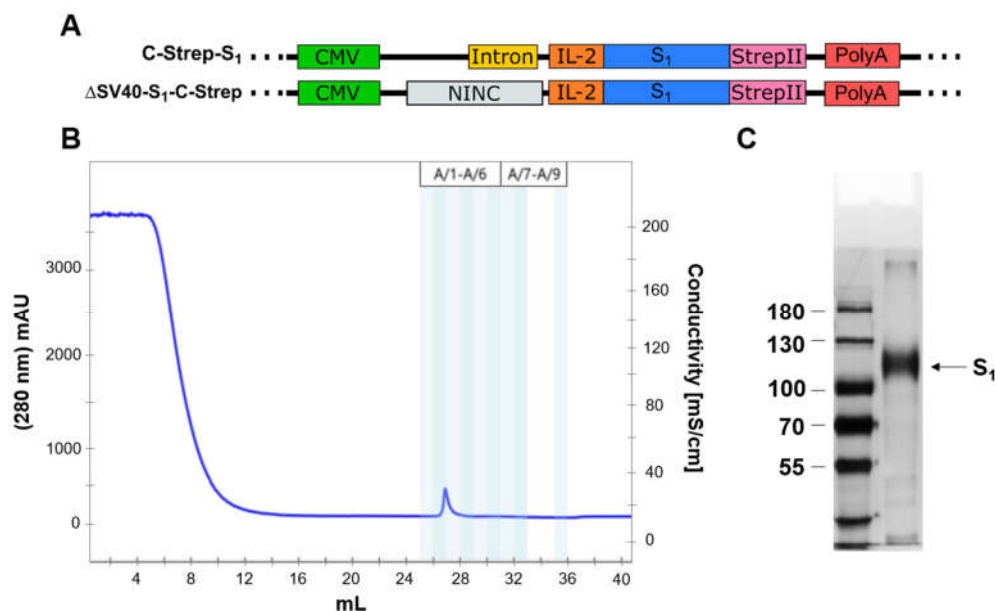 A
C-Strep-S1
CMV Intron IL-2 S1 StrepII PolyA
ΔSV40-S1-C-Strep
CMV NINC IL-2 S1 StrepII PolyA
B
A/1-A/6 A/7-A/9
(280 nm) mAU
3000
2000
1000
0
200
160
120
80
40
0
Conductivity [mS/cm]
4 8 12 16 20 24 28 32 36 40
mL
C
180
130
100
70
55
S1